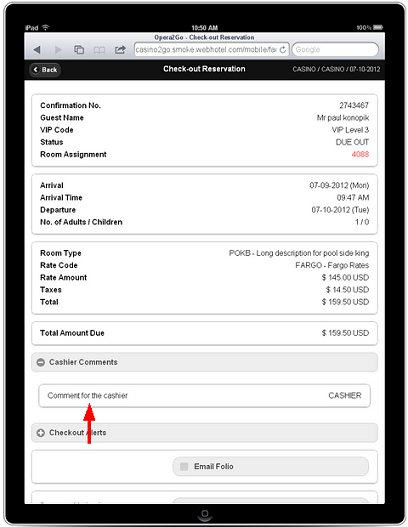 iPad 10:50 AM 100%
Opera2Go - Check-out Reservation
casino2go.smoke.webhotel.com/mobile/fac Google
Back Check-out Reservation CASINO / CASINO / 07-10-2012
Confirmation No. 2743467
Guest Name Mr paul konopik
VIP Code VIP Level 3
Status DUE OUT
Room Assignment 4088
Arrival 07-09-2012 (Mon)
Arrival Time 09:47 AM
Departure 07-10-2012 (Tue)
No. of Adults / Children 1 / 0
Room Type POKB - Long description for pool side king
Rate Code FARGO - Fargo Rates
Rate Amount $ 145.00 USD
Taxes $ 14.50 USD
Total $ 159.50 USD
Total Amount Due $ 159.50 USD
Cashier Comments
Comment for the cashier CASHIER
Checkout Alerts
Email Folio